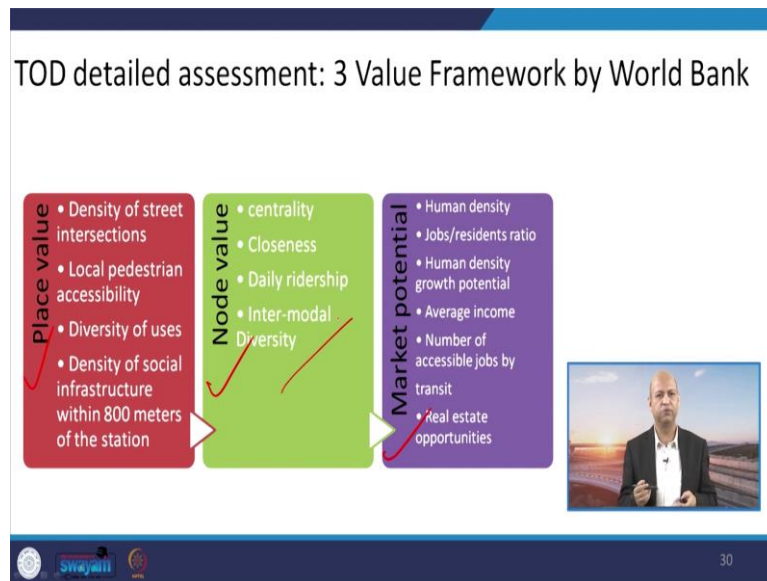 TOD detailed assessment: 3 Value Framework by World Bank
Place value
• Density of street
intersections
• Local pedestrian
accessibility
• Diversity of uses
• Density of social
infrastructure
within 800 meters
of the station
Node value
• centrality
• Closeness
• Daily ridership
• Inter-modal
Diversity
Market potential
• Human density
• Jobs/residents ratio
• Human density
growth potential
• Average income
• Number of
accessible jobs by
transit
• Real estate
opportunities
swayam
30